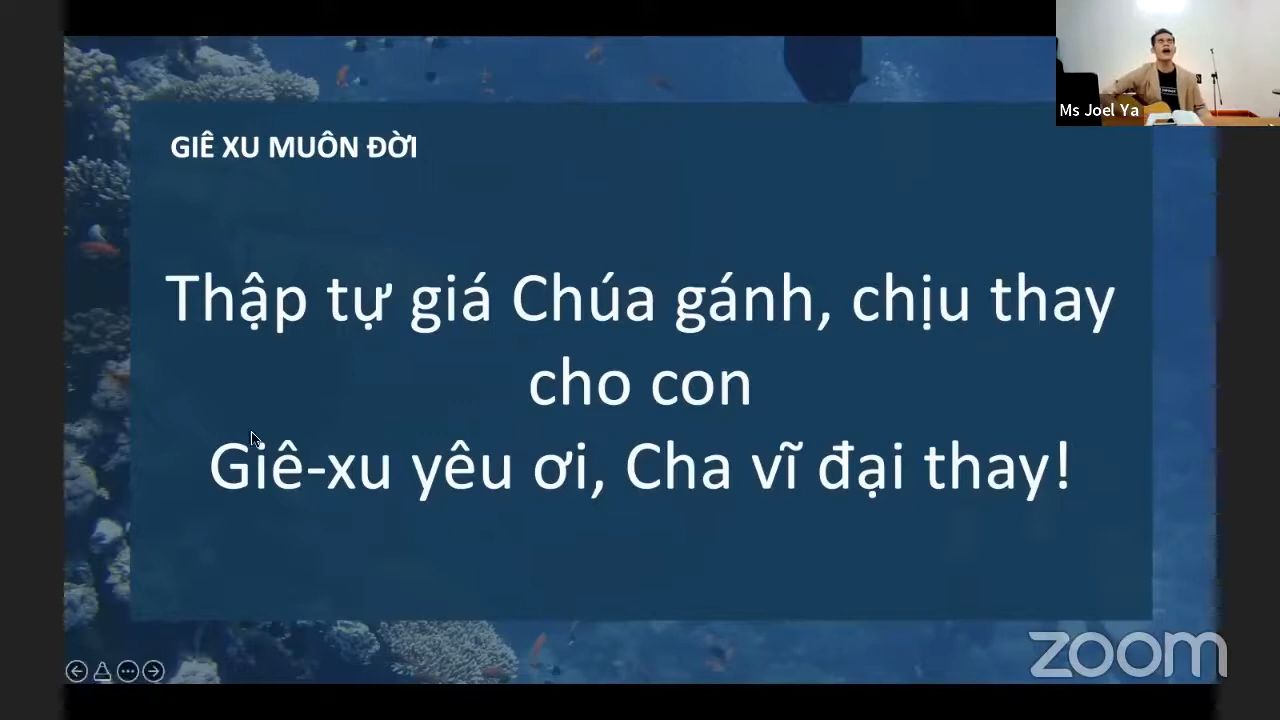 Ms Joel Ya
GIÊ XU MUÔN ĐỜI
Thập tự giá Chúa gánh, chịu thay
cho con
Giê-xu yêu ơi, Cha vĩ đại thay!
zoom